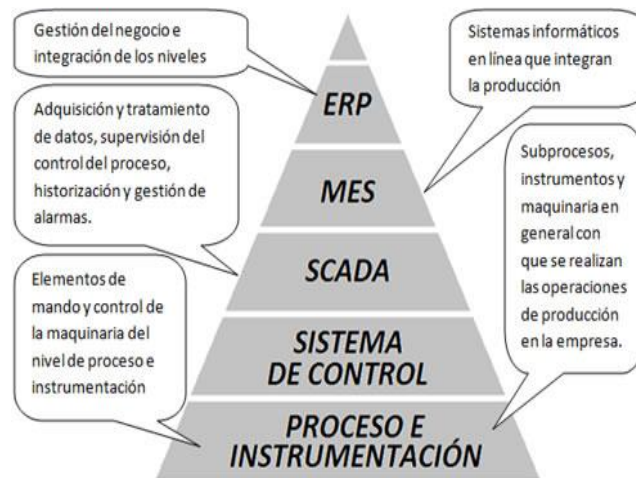 Gestión del negocio e
integración de los niveles
Sistemas informáticos
en línea que integran
la producción
ERP
Adquisición y tratamiento
de datos, supervisión del
control del proceso,
historización y gestión de
alarmas.
Subprocesos,
instrumentos y
maquinaria en
general con
que se realizan
las operaciones
de producción
en la empresa.
MES
SCADA
Elementos de
mando y control de
la maquinaria del
nivel de proceso e
instrumentación
SISTEMA
DE CONTROL
PROCESO E
INSTRUMENTACIÓN